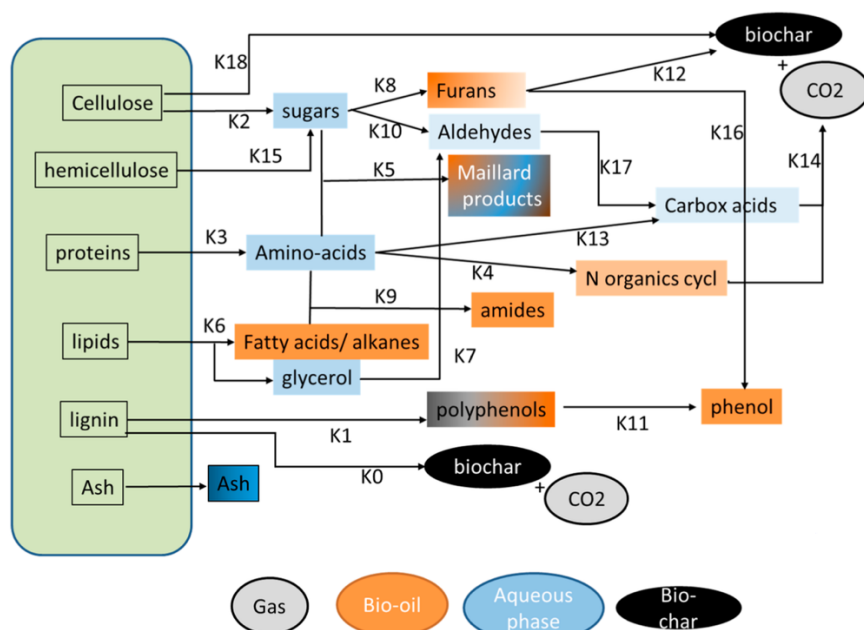 biochar
K18
+
K8
K12
Cellulose
Furans
CO2
sugars
K2
K10
Aldehydes
K16
K15
K14
hemicellulose
K5
Maillard
products
K17
Carbox acids
K3
K13
proteins
Amino-acids
K4
N organics cycl
K9
amides
K6
lipids
Fatty acids/ alkanes
K7
glycerol
lignin
polyphenols
phenol
K1
K11
biochar
K0
Ash
Ash
+
CO2
Gas
Bio-oil
Aqueous
phase
Bio-
char